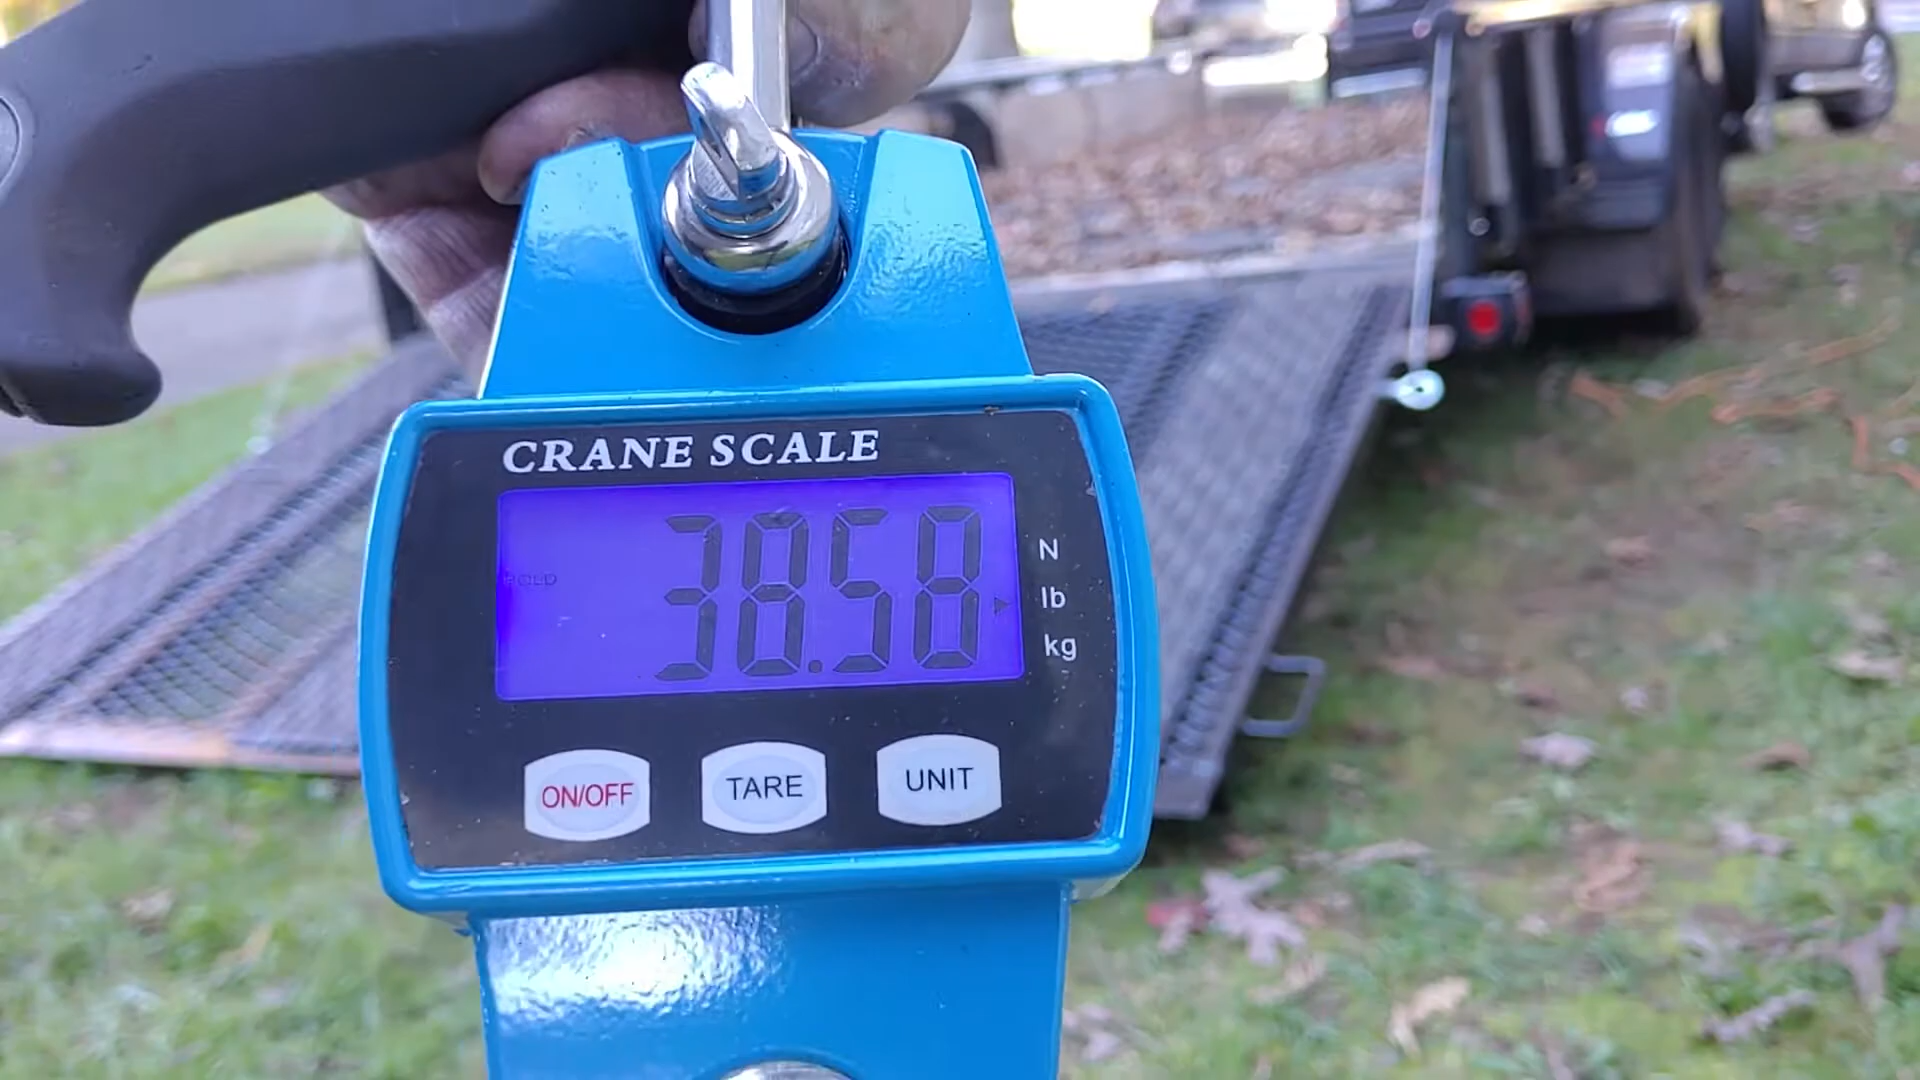 CRANE SCALE
HOLD
38.58
N
lb
kg
ON/OFF
TARE
UNIT